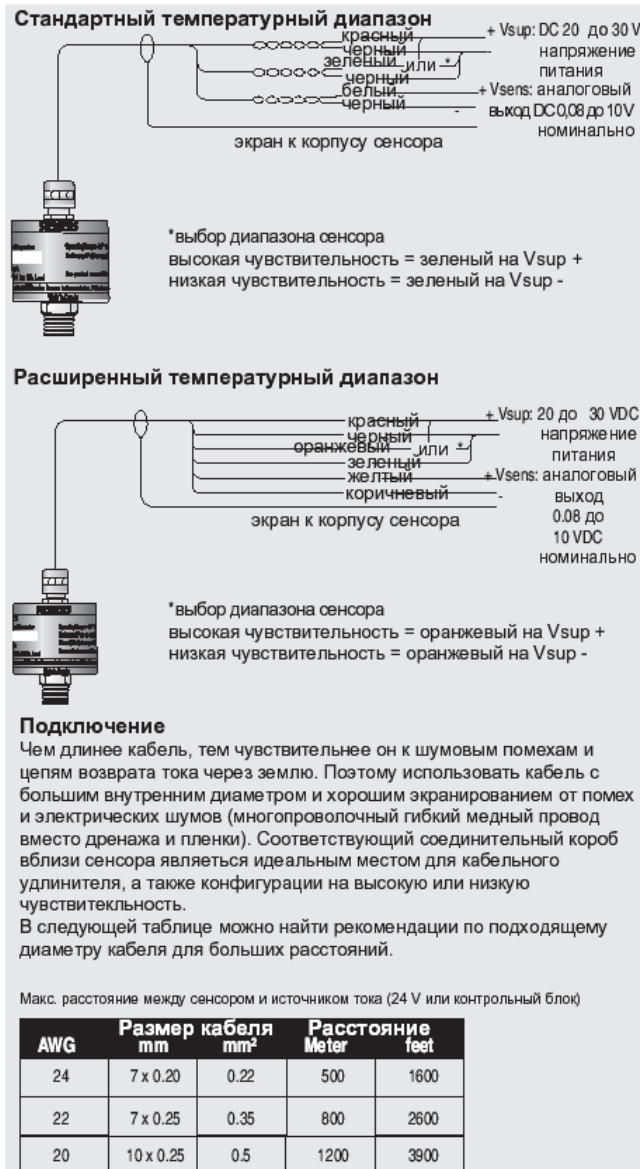 Стандартный температурный диапазон
красный
+ Vsup: DC 20 до 30 V
черный
напряжение
зеленый
или *
питания
черный
белый
+ Vsens: аналоговый
черный
-
выход DC 0,08 до 10V
номинально
экран к корпусу сенсора
*выбор диапазона сенсора
высокая чувствительность = зеленый на Vsup +
низкая чувствительность = зеленый на Vsup -
Расширенный температурный диапазон
красный
+ Vsup: 20 до 30 VDC
черный
напряжение
оранжевый
или *
питания
зеленый
желтый
+ Vsens: аналоговый
коричневый
-
выход
экран к корпусу сенсора
0.08 до
10 VDC
номинально
*выбор диапазона сенсора
высокая чувствительность = оранжевый на Vsup +
низкая чувствительность = оранжевый на Vsup -
Подключение
Чем длинее кабель, тем чувствительнее он к шумовым помехам и
цепям возврата тока через землю. Поэтому использовать кабель с
большим внутренним диаметром и хорошим экранированием от помех
и электрических шумов (многопроволочный гибкий медный провод
вместо дренажа и пленки). Соответствующий соединительный короб
вблизи сенсора являеться идеальным местом для кабельного
удлинителя, а также конфигурации на высокую или низкую
чувствитекльность.
В следующей таблице можно найти рекомендации по подходящему
диаметру кабеля для больших расстояний.
Макс. расстояние между сенсором и источником тока (24 V или контрольный блок)
Размер кабеля Расстояние
AWG mm mm² Meter feet
24 7 x 0.20 0.22 500 1600
22 7 x 0.25 0.35 800 2600
20 10 x 0.25 0.5 1200 3900